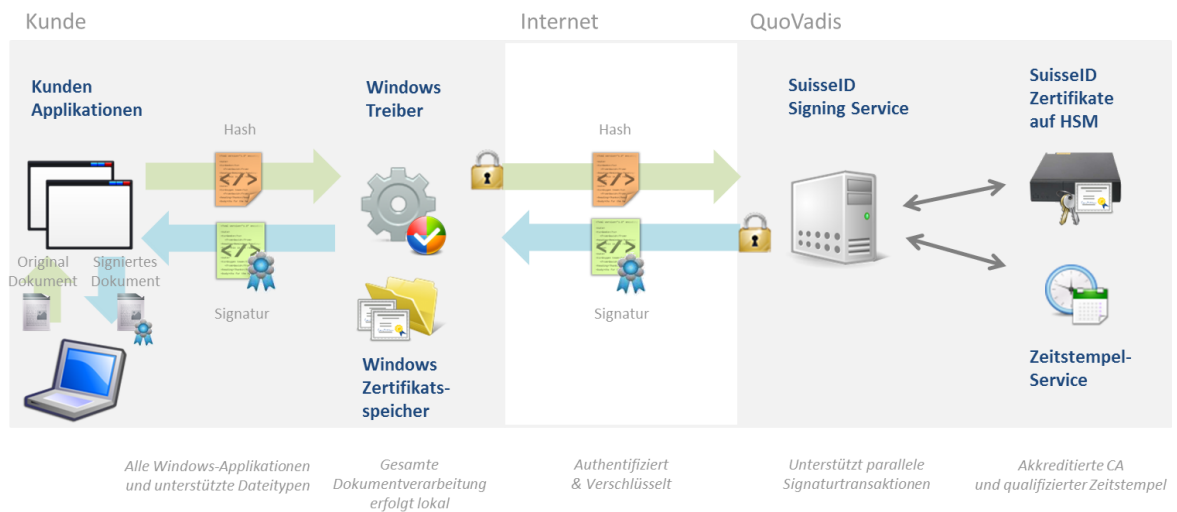 Kunde
Internet
QuoVadis
Kunden
Applikationen
Windows
Treiber
SuisseID
Signing Service
SuisseID
Zertifikate
auf HSM
Hash
Hash
</>
</>
</>
</>
Original
Dokument
Signiertes
Dokument
Signatur
Signatur
Windows
Zertifikats-
speicher
Zeitstempel-
Service
Alle Windows-Applikationen
und unterstützte Dateitypen
Gesamte
Dokumentverarbeitung
erfolgt lokal
Authentifiziert
& Verschlüsselt
Unterstützt parallele
Signaturtransaktionen
Akkreditierte CA
und qualifizierter Zeitstempel